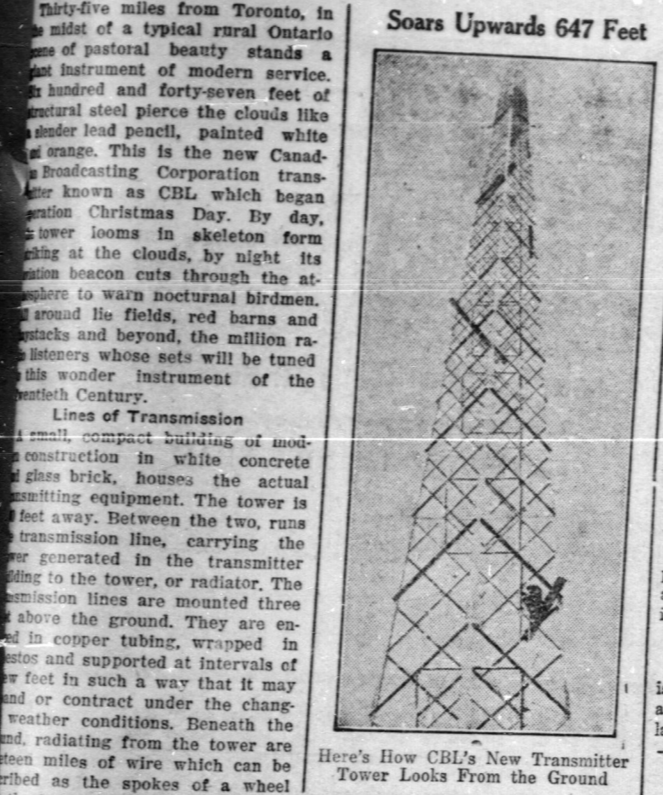 Thirty-five miles from Toronto, in
midst of a typical rural Ontario
of pastoral beauty stands a
instrument of modern service.
hundred and forty-seven feet of
structural steel pierce the clouds like
slender lead pencil, painted white
orange. This is the new Canad-
Broadcasting Corporation trans-
known as CBL which began
Christmas Day. By day,
tower looms in skeleton form
at the clouds, by night its
beacon cuts through the at-
to warn nocturnal birdmen.
around lie fields, red barns and
and beyond, the million ra-
listeners whose sets will be tuned
this wonder instrument of the
Century.
Lines of Transmission
A small, compact building of mod-
construction in white concrete
glass brick, houses the actual
equipment. The tower is
feet away. Between the two, runs
transmission line, carrying the
generated in the transmitter
to the tower, or radiator. The
lines are mounted three
above the ground. They are en-
in copper tubing, wrapped in
and supported at intervals of
feet in such a way that it may
or contract under the chang-
weather conditions. Beneath the
radiating from the tower are
miles of wire which can be
as the spokes of a wheel
Soars Upwards 647 Feet
Here's How CBL's New Transmitter
Tower Looks From the Ground